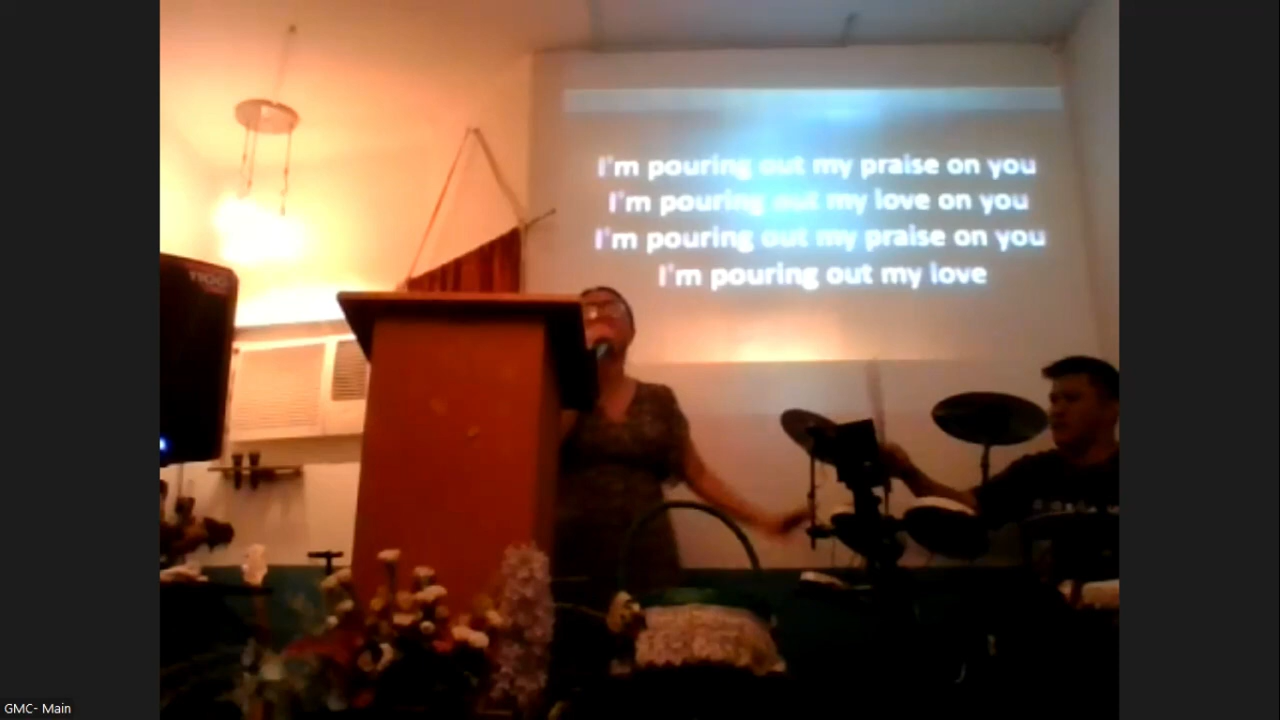 I'm pouring out my praise on you
I'm pouring out my love on you
I'm pouring out my praise on you
I'm pouring out my love
GMC- Main